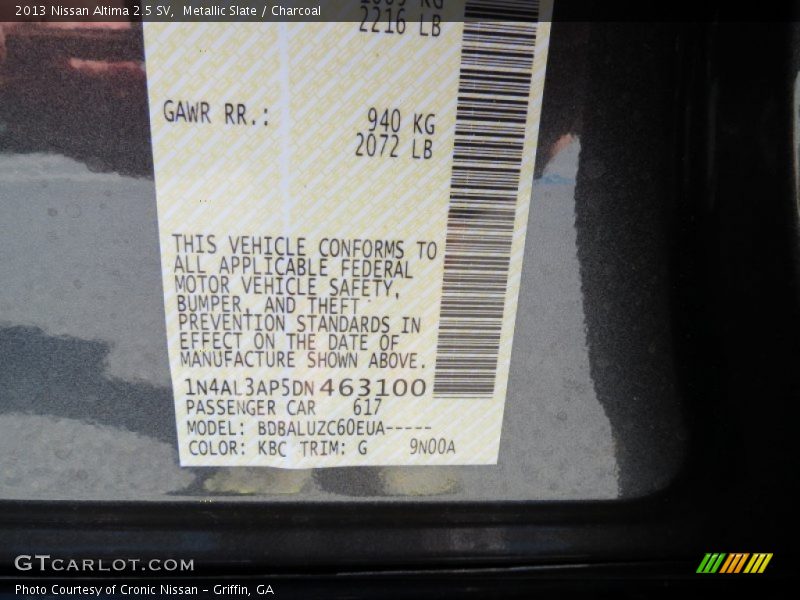 2013 Nissan Altima 2.5 SV,  Metallic Slate / Charcoal
2216 LB
GAWR RR.:
940 KG
2072 LB
THIS VEHICLE CONFORMS TO
ALL APPLICABLE FEDERAL
MOTOR VEHICLE SAFETY,
BUMPER, AND THEFT
PREVENTION STANDARDS IN
EFFECT ON THE DATE OF
MANUFACTURE SHOWN ABOVE.
1N4AL3AP5DN463100
PASSENGER CAR 617
MODEL: BDBALUZC60EUA-----
COLOR: KBC TRIM: G 9N00A
GTCARLOT.COM
Photo Courtesy of Cronic Nissan - Griffin, GA